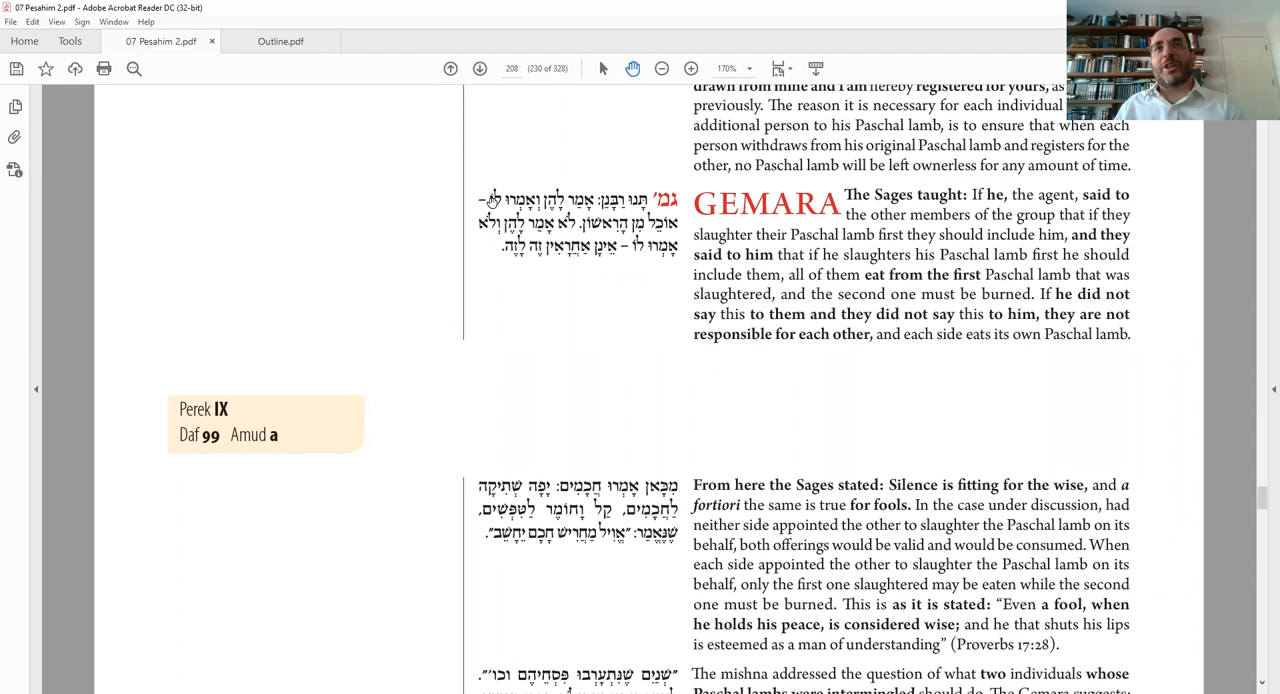 07 Pesahim 2.pdf - Adobe Acrobat Reader DC (32-bit)
File Edit View Sign Window Help
Home Tools 07 Pesahim 2.pdf × Outline.pdf
208 (230 of 328) 170%
drawn from mine and I am hereby registered for yours, as
previously. The reason it is necessary for each individual
additional person to his Paschal lamb, is to ensure that when each
person withdraws from his original Paschal lamb and registers for the
other, no Paschal lamb will be left ownerless for any amount of time.
גמ׳ תָּנוּ רַבָּנַן: אָמַר לָהֶן וְאָמְרוּ לוֹ –
אוֹכֵל מִן הָרִאשׁוֹן. לֹא אָמַר לָהֶן וְלֹא
אָמְרוּ לוֹ – אֵינָן אַחֲרָאִין זֶה לָזֶה.
GEMARA The Sages taught: If he, the agent, said to
the other members of the group that if they
slaughter their Paschal lamb first they should include him, and they
said to him that if he slaughters his Paschal lamb first he should
include them, all of them eat from the first Paschal lamb that was
slaughtered, and the second one must be burned. If he did not
say this to them and they did not say this to him, they are not
responsible for each other, and each side eats its own Paschal lamb.
Perek IX
Daf 99 Amud a
מִכָּאן אָמְרוּ חֲכָמִים: יָפָה שְׁתִיקָה
לַחֲכָמִים, קַל וָחוֹמֶר לַטִּפְּשִׁים,
שֶׁנֶּאֱמַר: ״אֱוִיל מַחֲרִישׁ חָכָם יֵחָשֵׁב״.
From here the Sages stated: Silence is fitting for the wise, and a
fortiori the same is true for fools. In the case under discussion, had
neither side appointed the other to slaughter the Paschal lamb on its
behalf, both offerings would be valid and would be consumed. When
each side appointed the other to slaughter the Paschal lamb on its
behalf, only the first one slaughtered may be eaten while the second
one must be burned. This is as it is stated: “Even a fool, when
he holds his peace, is considered wise; and he that shuts his lips
is esteemed as a man of understanding” (Proverbs 17:28).
״שְׁנַיִם שֶׁנִּתְעָרְבוּ פִּסְחֵיהֶם וכו׳״.
The mishna addressed the question of what two individuals whose
Paschal lambs were intermingled should do. The Gemara suggests: